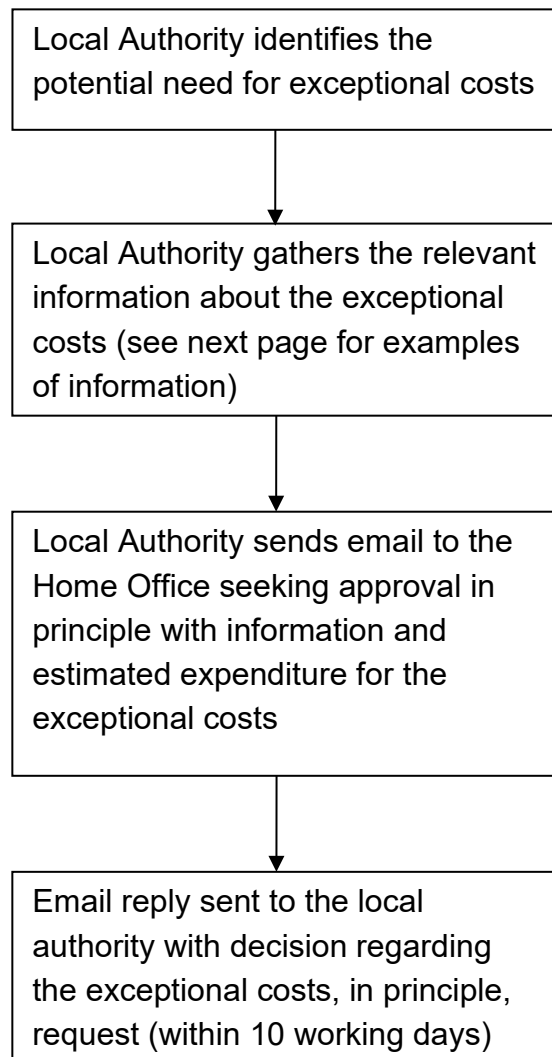 Local Authority identifies the
potential need for exceptional costs
Local Authority gathers the relevant
information about the exceptional
costs (see next page for examples
of information)
Local Authority sends email to the
Home Office seeking approval in
principle with information and
estimated expenditure for the
exceptional costs
Email reply sent to the local
authority with decision regarding
the exceptional costs, in principle,
request (within 10 working days)